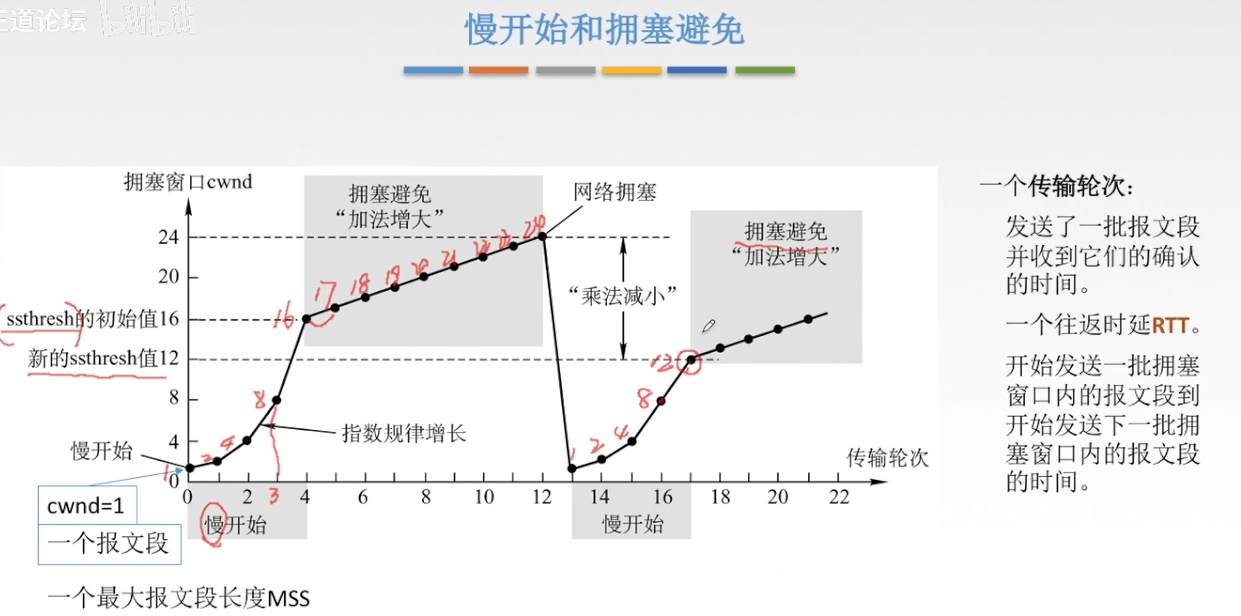 王道论坛 bilibili
慢开始和拥塞避免
拥塞窗口cwnd
拥塞避免
“加法增大”
网络拥塞
24
20
ssthresh的初始值16
新的ssthresh值12
8
4
0
“乘法减小”
拥塞避免
“加法增大”
16
17
18
19
20
21
22
23
24
12
8
4
2
1
8
4
2
1
3
指数规律增长
慢开始
传输轮次
0 2 4 6 8 10 12 14 16 18 20 22
慢开始
慢开始
cwnd=1
一个报文段
一个最大报文段长度MSS
一个传输轮次:
发送了一批报文段
并收到它们的确认
的时间。
一个往返时延RTT。
开始发送一批拥塞
窗口内的报文段到
开始发送下一批拥
塞窗口内的报文段
的时间。